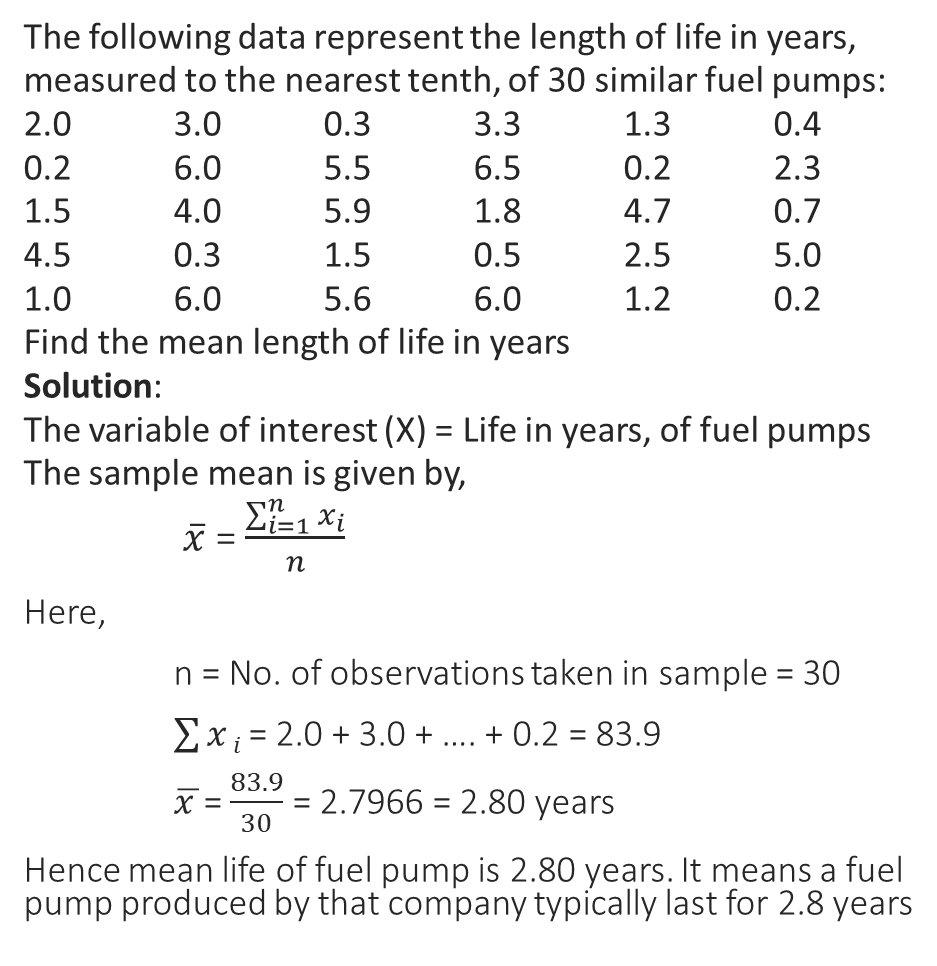 The following data represent the length of life in years,
measured to the nearest tenth, of 30 similar fuel pumps:
2.0 3.0 0.3 3.3 1.3 0.4
0.2 6.0 5.5 6.5 0.2 2.3
1.5 4.0 5.9 1.8 4.7 0.7
4.5 0.3 1.5 0.5 2.5 5.0
1.0 6.0 5.6 6.0 1.2 0.2
Find the mean length of life in years
Solution:
The variable of interest (X) = Life in years, of fuel pumps
The sample mean is given by,
x̄ = ∑ⁿᵢ₌₁ xᵢ / n
Here,
n = No. of observations taken in sample = 30
∑ x ᵢ = 2.0 + 3.0 + .... + 0.2 = 83.9
x̄ = 83.9 / 30 = 2.7966 = 2.80 years
Hence mean life of fuel pump is 2.80 years. It means a fuel
pump produced by that company typically last for 2.8 years